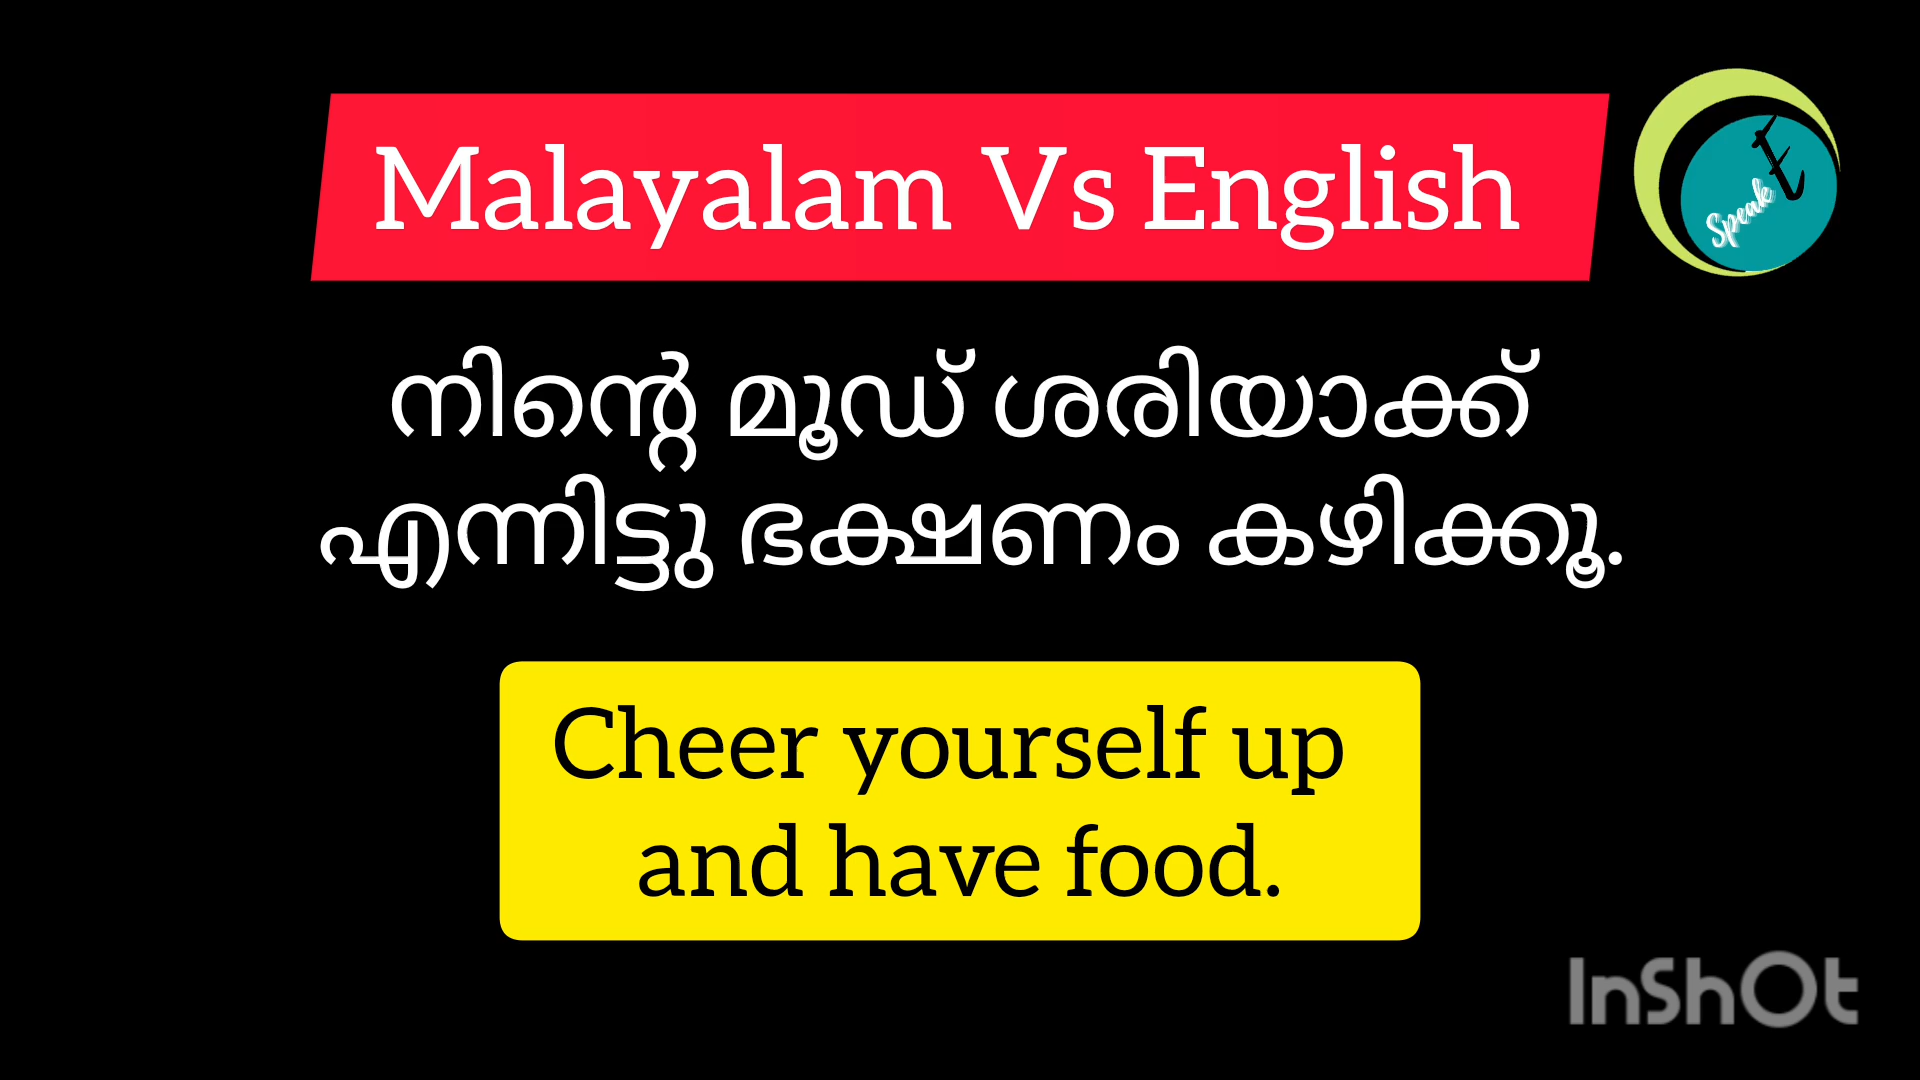 Malayalam Vs English
Speak E
നിന്റെ മൂഡ് ശരിയാക്ക്
എന്നിട്ടു ഭക്ഷണം കഴിക്കൂ.
Cheer yourself up
and have food.
InShOt